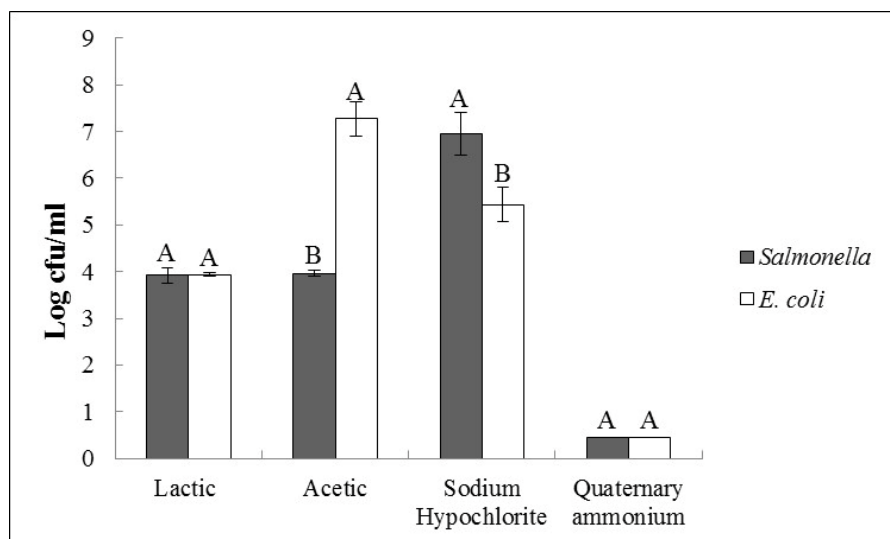 9
8
7
6
5
4
3
2
1
0
Log cfu/ml
A A
B A
A B
A A
Lactic
Acetic
Sodium
Hypochlorite
Quaternary
ammonium
Salmonella
E. coli